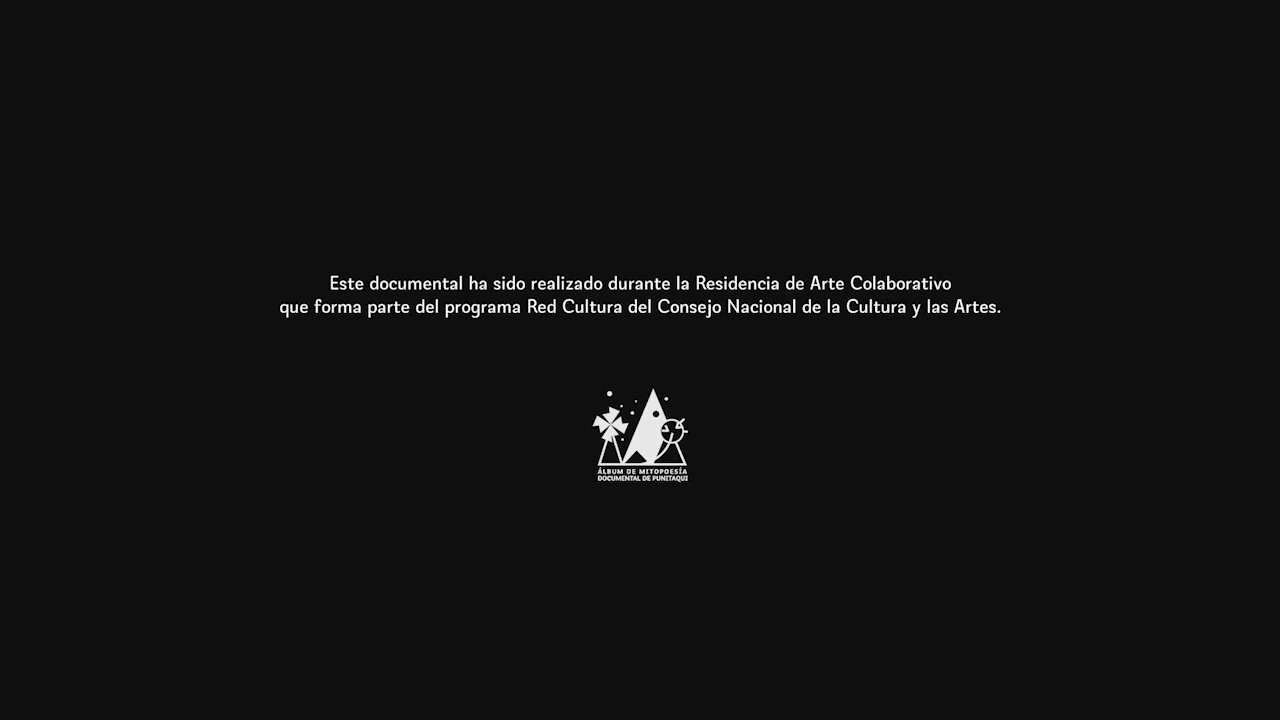 Este documental ha sido realizado durante la Residencia de Arte Colaborativo
que forma parte del programa Red Cultura del Consejo Nacional de la Cultura y las Artes.
ÁLBUM DE MITOPOESÍA
DOCUMENTAL DE PUNITAQUI